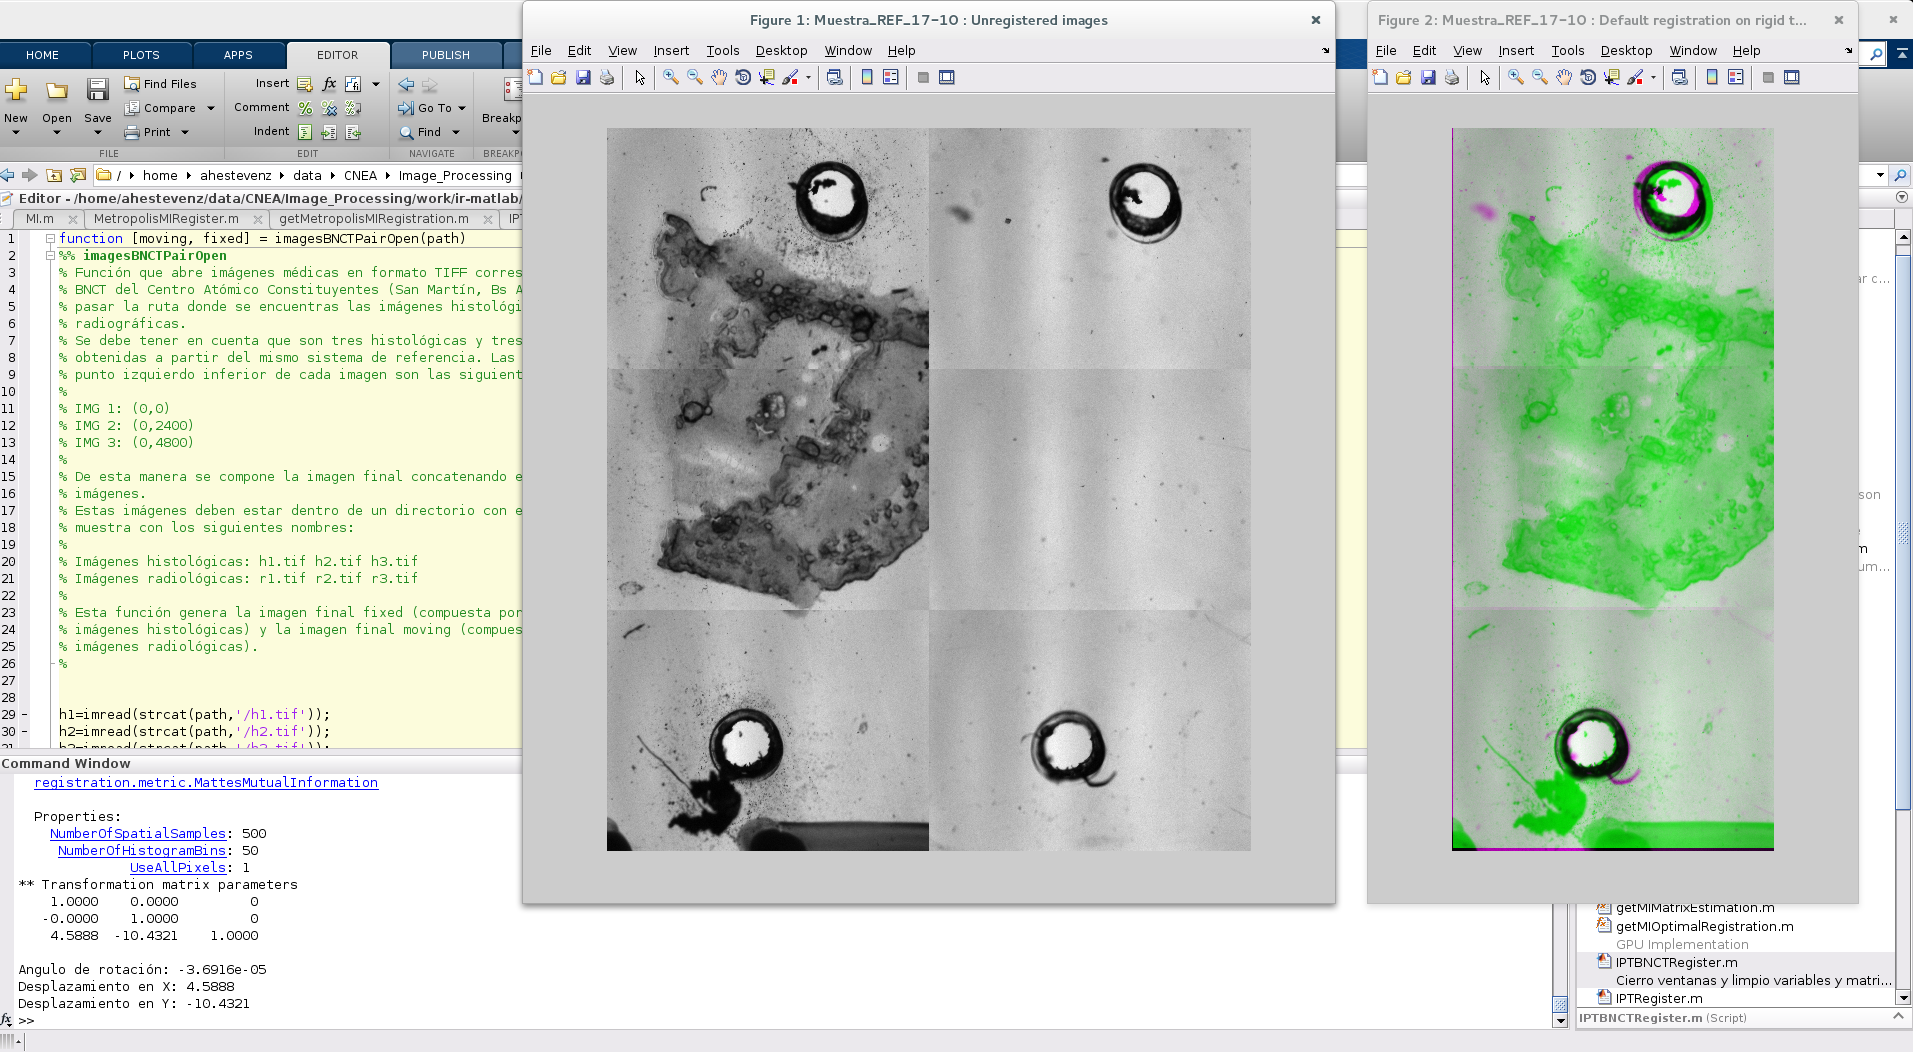 Figure 1: Muestra_REF_17-10 : Unregistered images
Figure 2: Muestra_REF_17-10 : Default registration on rigid t...
HOME PLOTS APPS EDITOR PUBLISH
File Edit View Insert Tools Desktop Window Help
File Edit View Insert Tools Desktop Window Help
New Open Save
Find Files
Compare
Print
Insert
Comment
Indent
Go To
Find
Breakp
FILE EDIT NAVIGATE BREAKP
/ home ahestevenz data CNEA Image_Processing
Editor - /home/ahestevenz/data/CNEA/Image_Processing/work/ir-matlab/
MI.m MetropolisMIRegister.m getMetropolisMIRegistration.m IPT
1 function [moving, fixed] = imagesBNCTPairOpen(path)
2 %% imagesBNCTPairOpen
3 % Función que abre imágenes médicas en formato TIFF corres
4 % BNCT del Centro Atómico Constituyentes (San Martín, Bs A
5 % pasar la ruta donde se encuentras las imágenes histológi
6 % radiográficas.
7 % Se debe tener en cuenta que son tres histológicas y tres
8 % obtenidas a partir del mismo sistema de referencia. Las
9 % punto izquierdo inferior de cada imagen son las siguient
10 %
11 % IMG 1: (0,0)
12 % IMG 2: (0,2400)
13 % IMG 3: (0,4800)
14 %
15 % De esta manera se compone la imagen final concatenando e
16 % imágenes.
17 % Estas imágenes deben estar dentro de un directorio con e
18 % muestra con los siguientes nombres:
19 %
20 % Imágenes histológicas: h1.tif h2.tif h3.tif
21 % Imágenes radiológicas: r1.tif r2.tif r3.tif
22 %
23 % Esta función genera la imagen final fixed (compuesta por
24 % imágenes histológicas) y la imagen final moving (compues
25 % imágenes radiológicas).
26 %
27
28
29 - h1=imread(strcat(path,'/h1.tif'));
30 - h2=imread(strcat(path,'/h2.tif'));
31 - h3=imread(strcat(path,'/h3.tif'));
Command Window
registration.metric.MattesMutualInformation
Properties:
NumberOfSpatialSamples: 500
NumberOfHistogramBins: 50
UseAllPixels: 1
** Transformation matrix parameters
1.0000 0.0000 0
-0.0000 1.0000 0
4.5888 -10.4321 1.0000
Angulo de rotación: -3.6916e-05
Desplazamiento en X: 4.5888
Desplazamiento en Y: -10.4321
fx >>
ar c...
son
m
um...
getMIMatrixEstimation.m
getMIOptimalRegistration.m
GPU Implementation
IPTBNCTRegister.m
Cierro ventanas y limpio variables y matri...
IPTRegister.m
IPTBNCTRegister.m (Script)